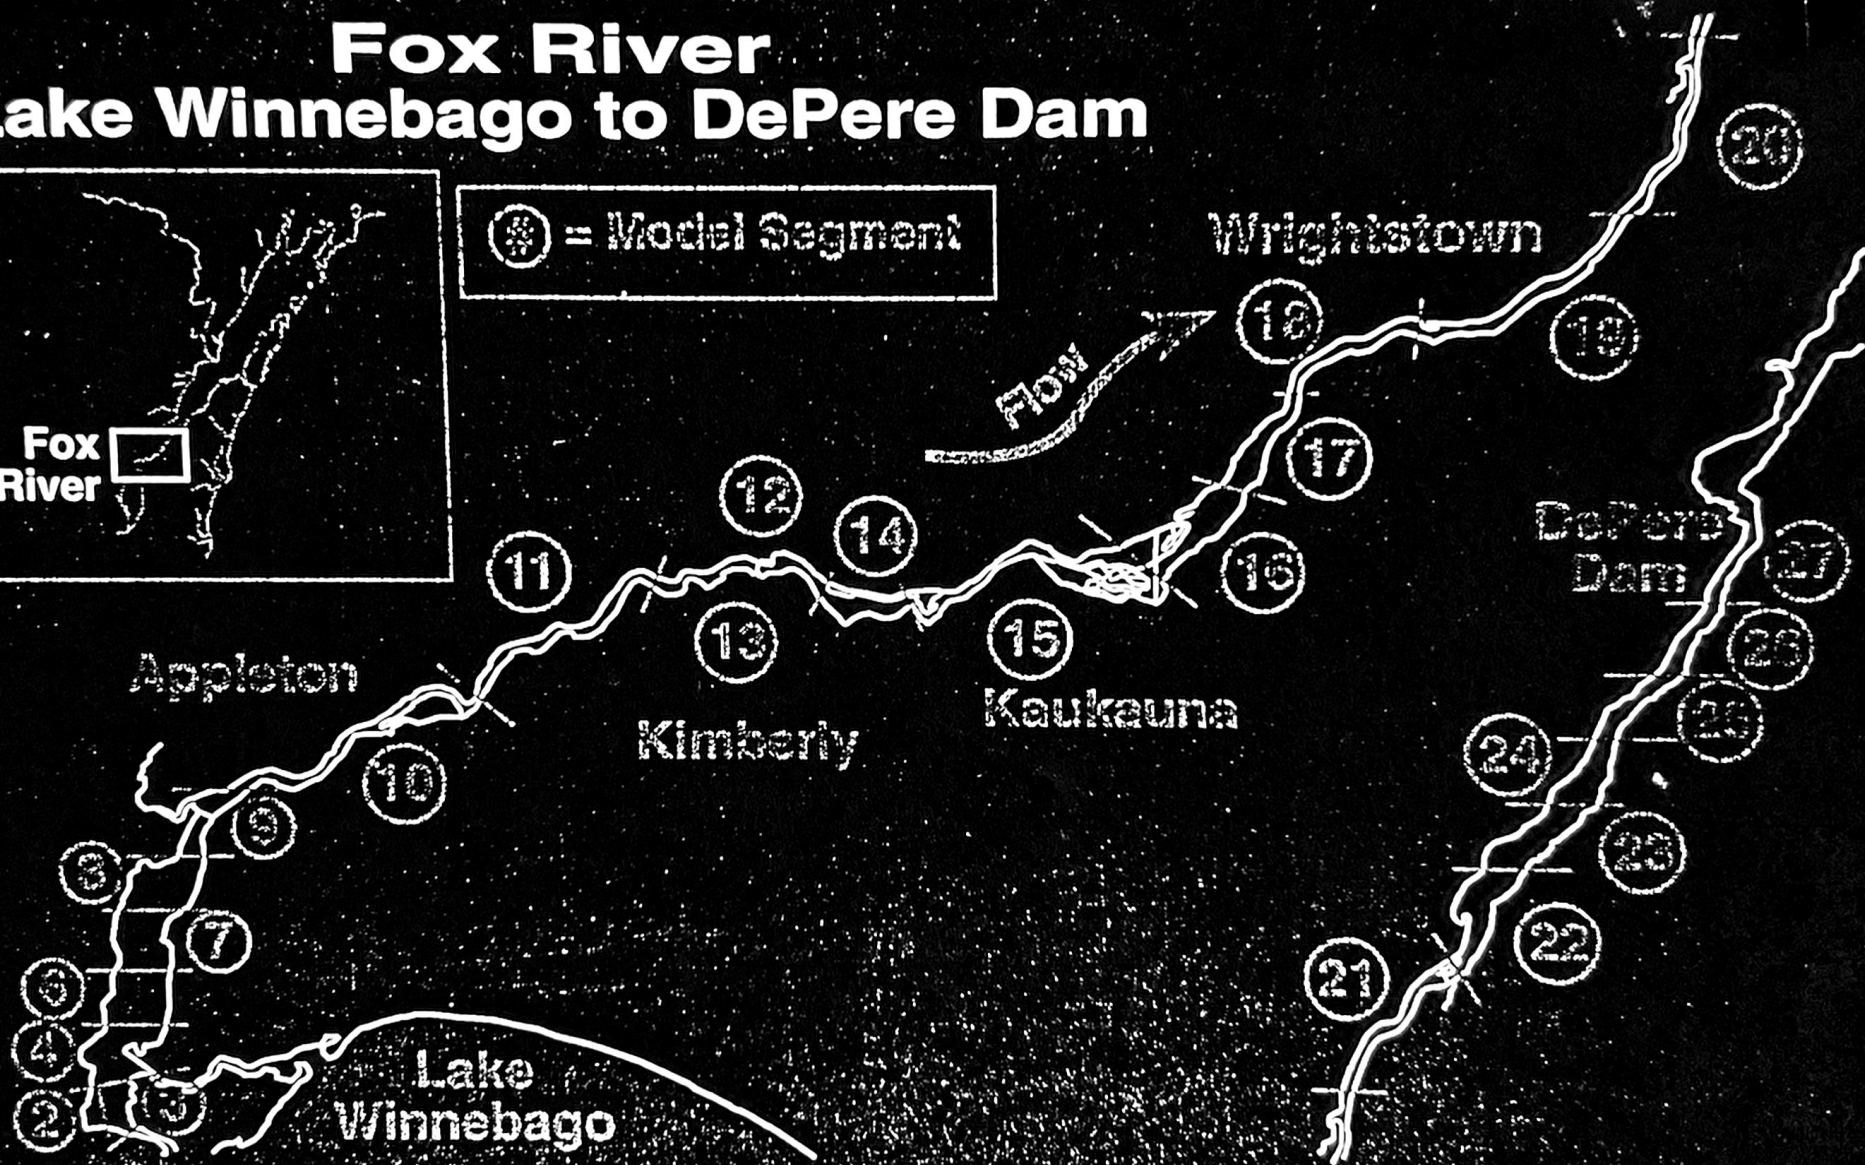 Fox River
Lake Winnebago to DePere Dam
# = Model Segment
Fox
River
Flow
Wrightstown
Appleton
Kimberly
Kaukauna
DePere
Dam
Lake
Winnebago
2
3
4
6
7
8
9
10
11
12
13
14
15
16
17
18
19
20
21
22
23
24
25
26
27